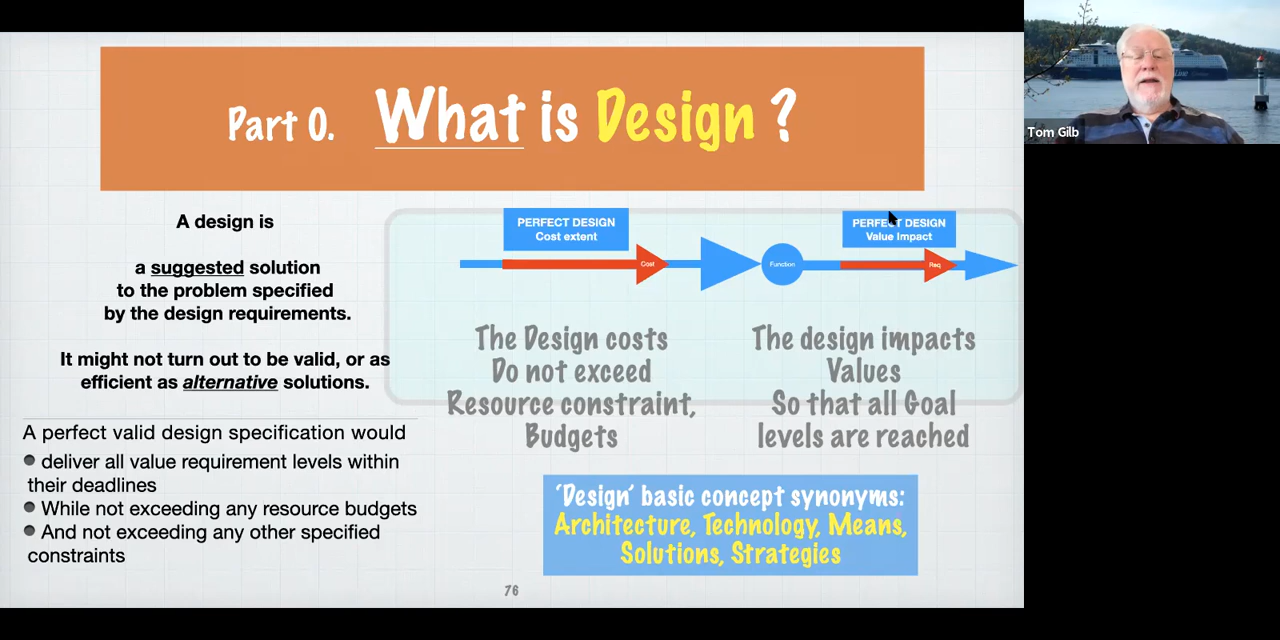 Part 0. What is Design ?
A design is
a suggested solution
to the problem specified
by the design requirements.
It might not turn out to be valid, or as
efficient as alternative solutions.
A perfect valid design specification would
deliver all value requirement levels within
their deadlines
While not exceeding any resource budgets
And not exceeding any other specified
constraints
PERFECT DESIGN
Cost extent
Cost
Function
PERFECT DESIGN
Value Impact
Req
The Design costs
Do not exceed
Resource constraint,
Budgets
The design impacts
Values
So that all Goal
levels are reached
‘Design’ basic concept synonyms:
Architecture, Technology, Means,
Solutions, Strategies
76
Line
Tom Gilb